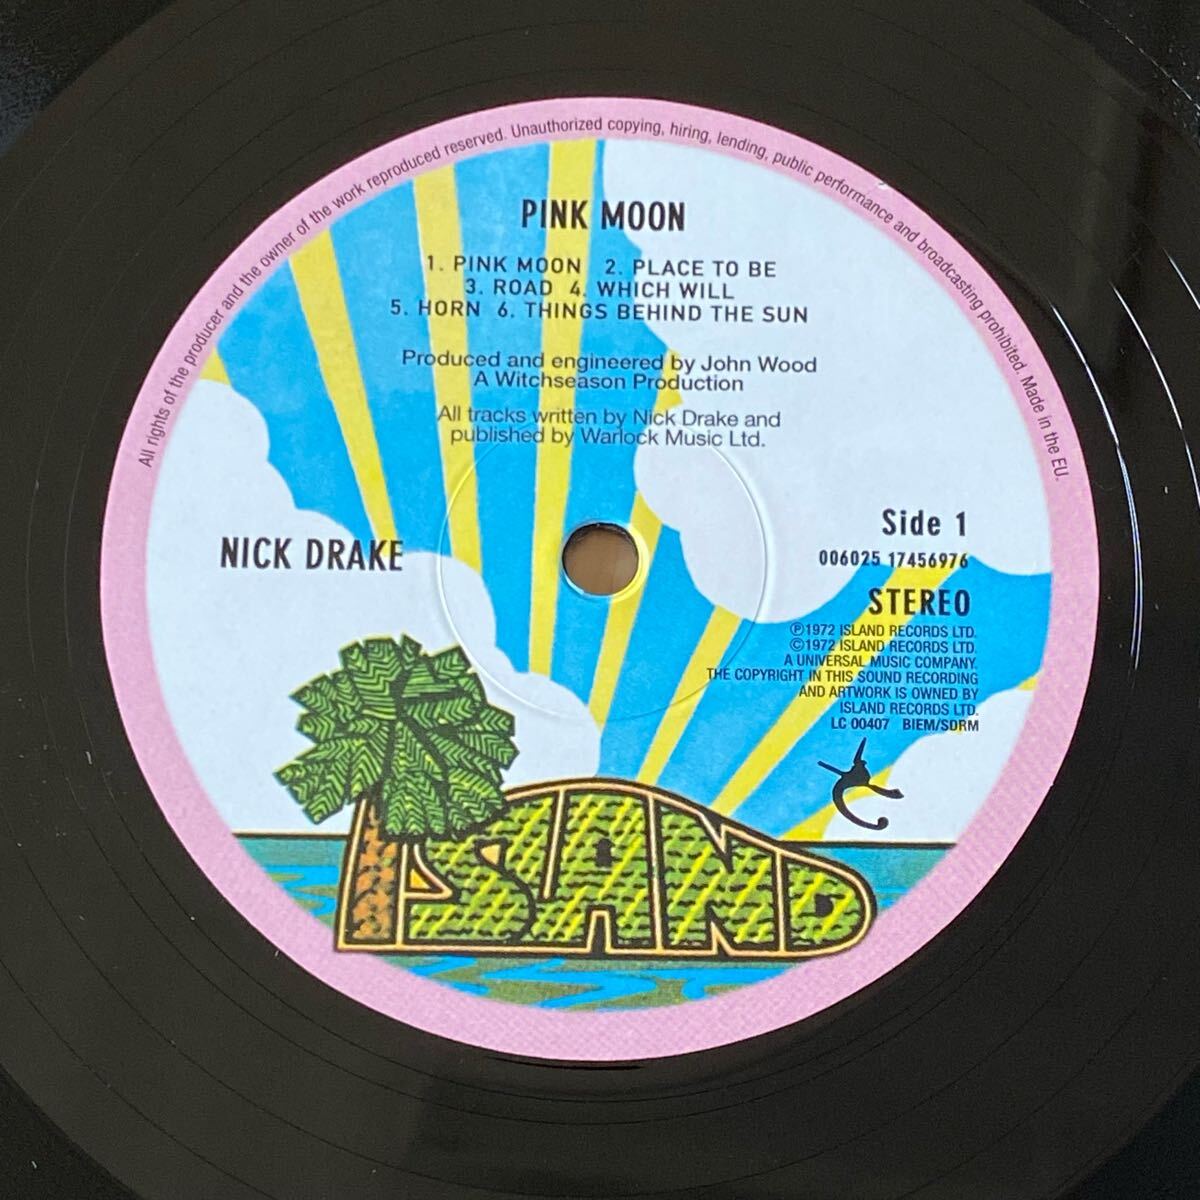 All rights of the producer and the owner of the work reproduced reserved. Unauthorized copying, hiring, lending, public performance and broadcasting prohibited. Made in the EU.
PINK MOON
1. PINK MOON 2. PLACE TO BE
3. ROAD 4. WHICH WILL
5. HORN 6. THINGS BEHIND THE SUN
Produced and engineered by John Wood
A Witchseason Production
All tracks written by Nick Drake and
published by Warlock Music Ltd.
NICK DRAKE
Side 1
006025 17456976
STEREO
℗1972 ISLAND RECORDS LTD.
©1972 ISLAND RECORDS LTD.
A UNIVERSAL MUSIC COMPANY.
THE COPYRIGHT IN THIS SOUND RECORDING
AND ARTWORK IS OWNED BY
ISLAND RECORDS LTD.
LC 00407 BIEM/SDRM
ISLAND